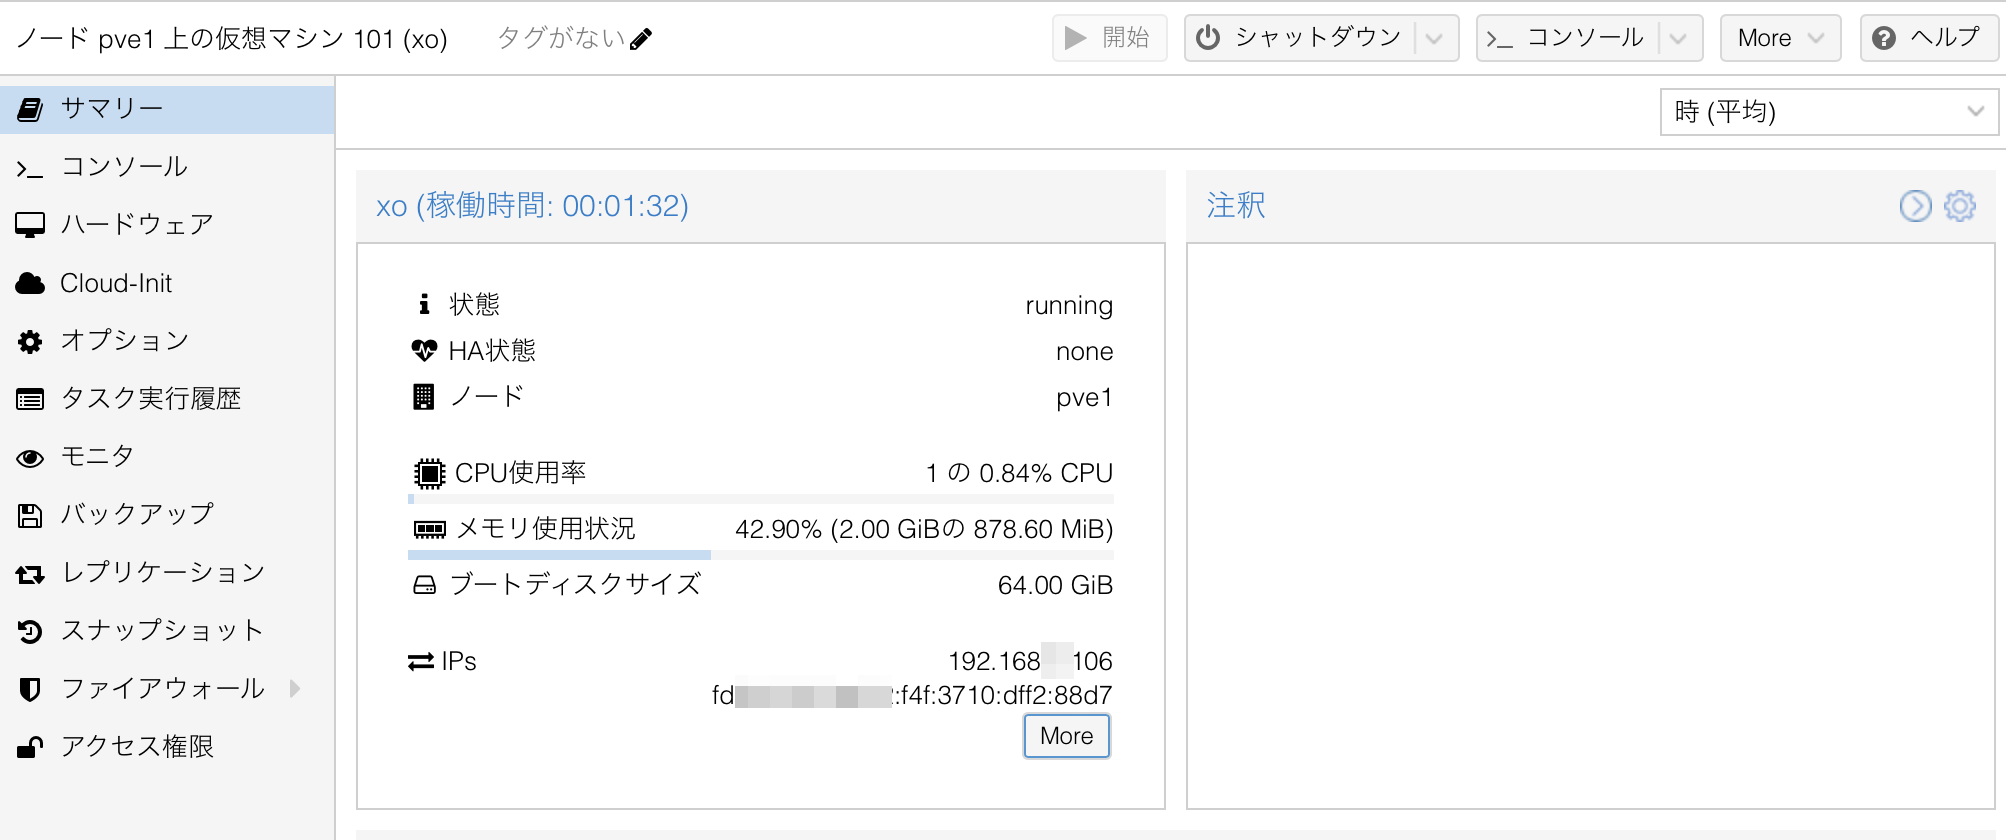 ノード pve1 上の仮想マシン 101 (xo) タグがない 開始 シャットダウン コンソール More ヘルプ
サマリー
コンソール
ハードウェア
Cloud-Init
オプション
タスク実行履歴
モニタ
バックアップ
レプリケーション
スナップショット
ファイアウォール
アクセス権限
時 (平均)
xo (稼働時間: 00:01:32)
状態 running
HA状態 none
ノード pve1
CPU使用率 1 の 0.84% CPU
メモリ使用状況 42.90% (2.00 GiBの 878.60 MiB)
ブートディスクサイズ 64.00 GiB
IPs 192.168 106
fd :f4f:3710:dff2:88d7
More
注釈